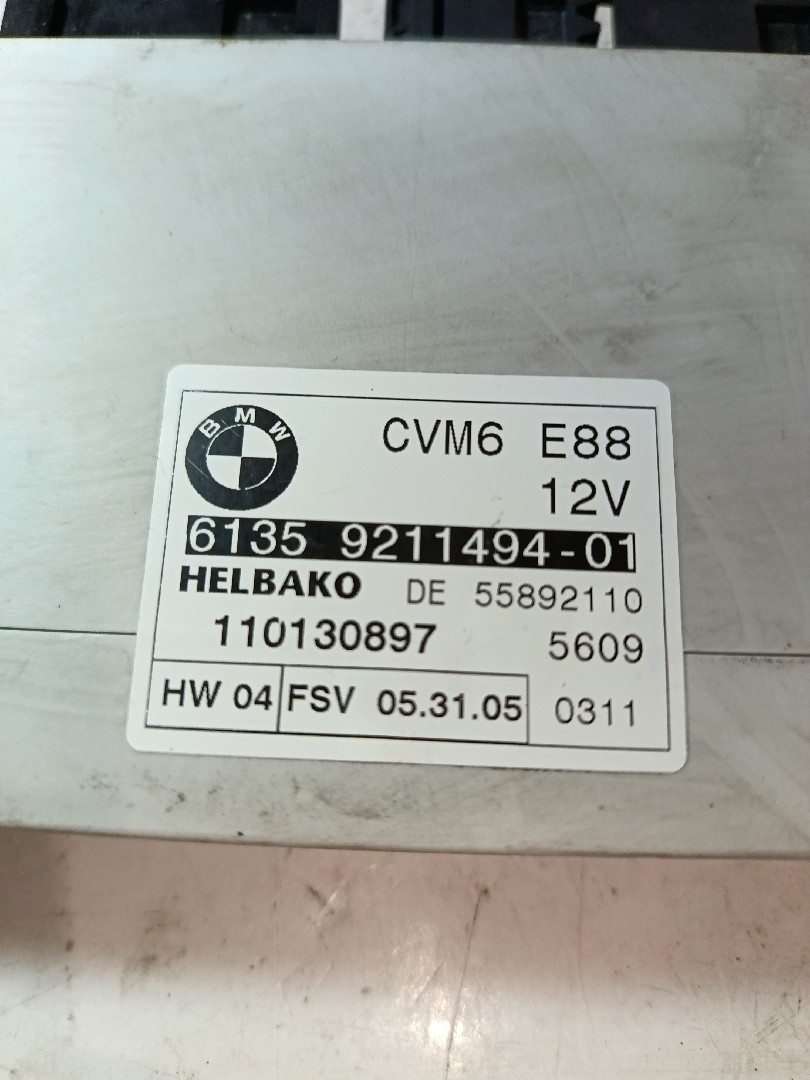 BMW
CVM6 E88
12V
6135 9211494-01
HELBAKO DE 55892110
110130897 5609
HW 04 FSV 05.31.05 0311